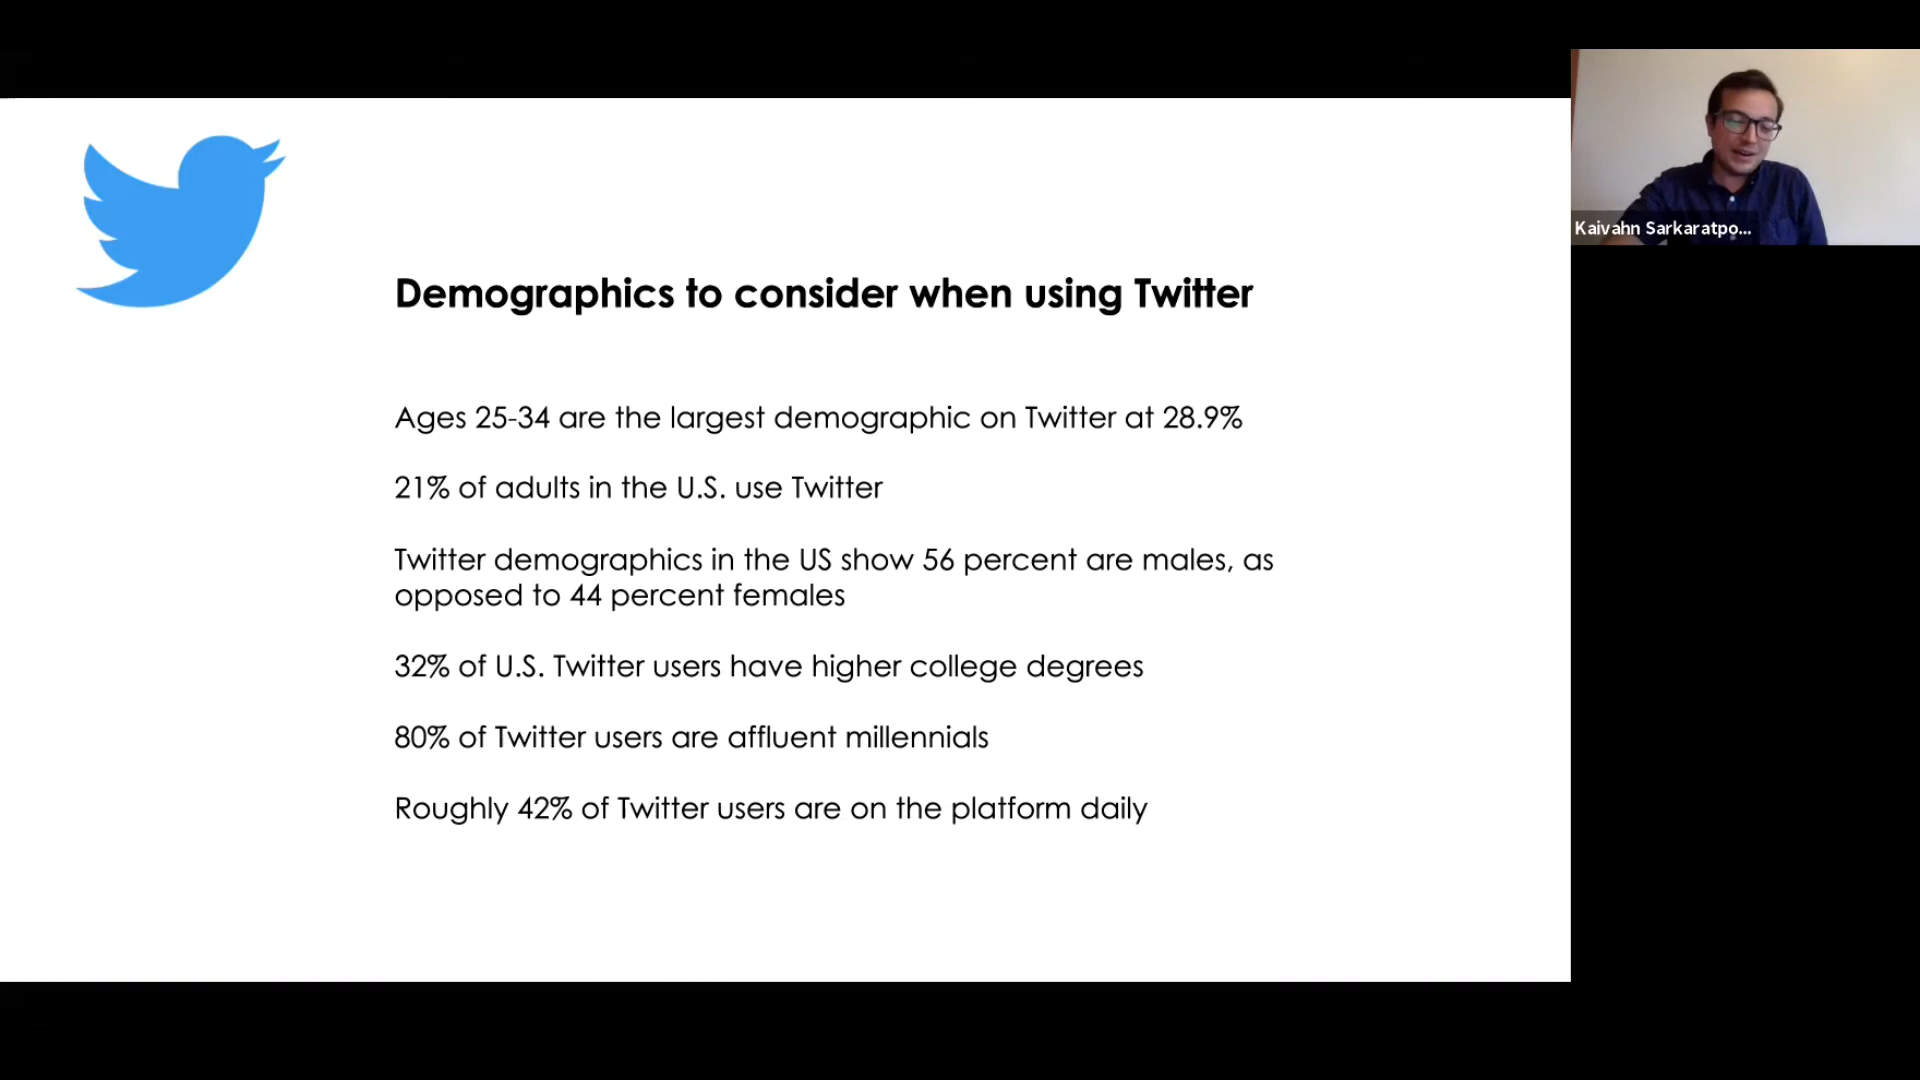 Demographics to consider when using Twitter
Ages 25-34 are the largest demographic on Twitter at 28.9%
21% of adults in the U.S. use Twitter
Twitter demographics in the US show 56 percent are males, as
opposed to 44 percent females
32% of U.S. Twitter users have higher college degrees
80% of Twitter users are affluent millennials
Roughly 42% of Twitter users are on the platform daily
Kaivahn Sarkaratpo...